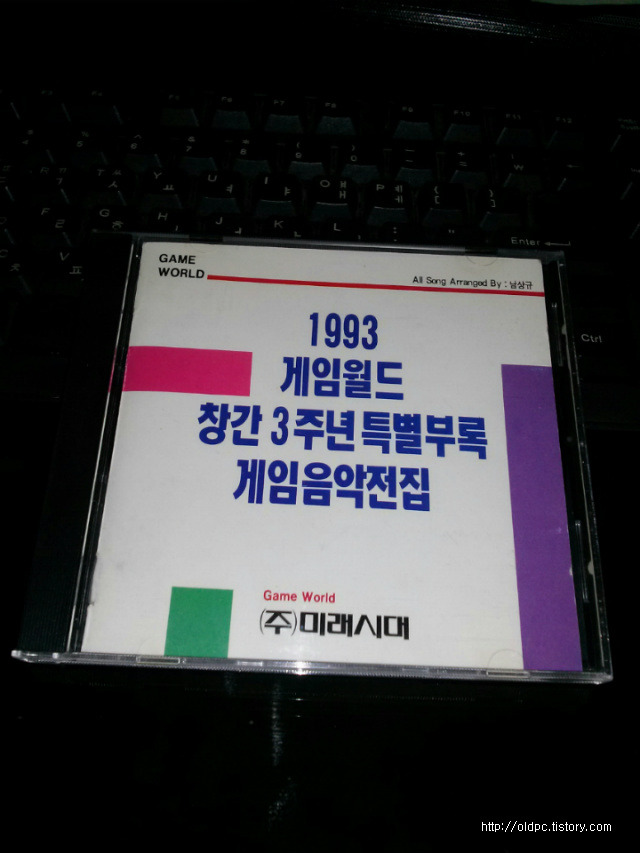 GAME
WORLD
All Song Arranged By : 남상규
1993
게임월드
창간 3주년 특별부록
게임음악전집
Game World
(주)미래시대
Enter
Ctrl
http://oldpc.tistory.com